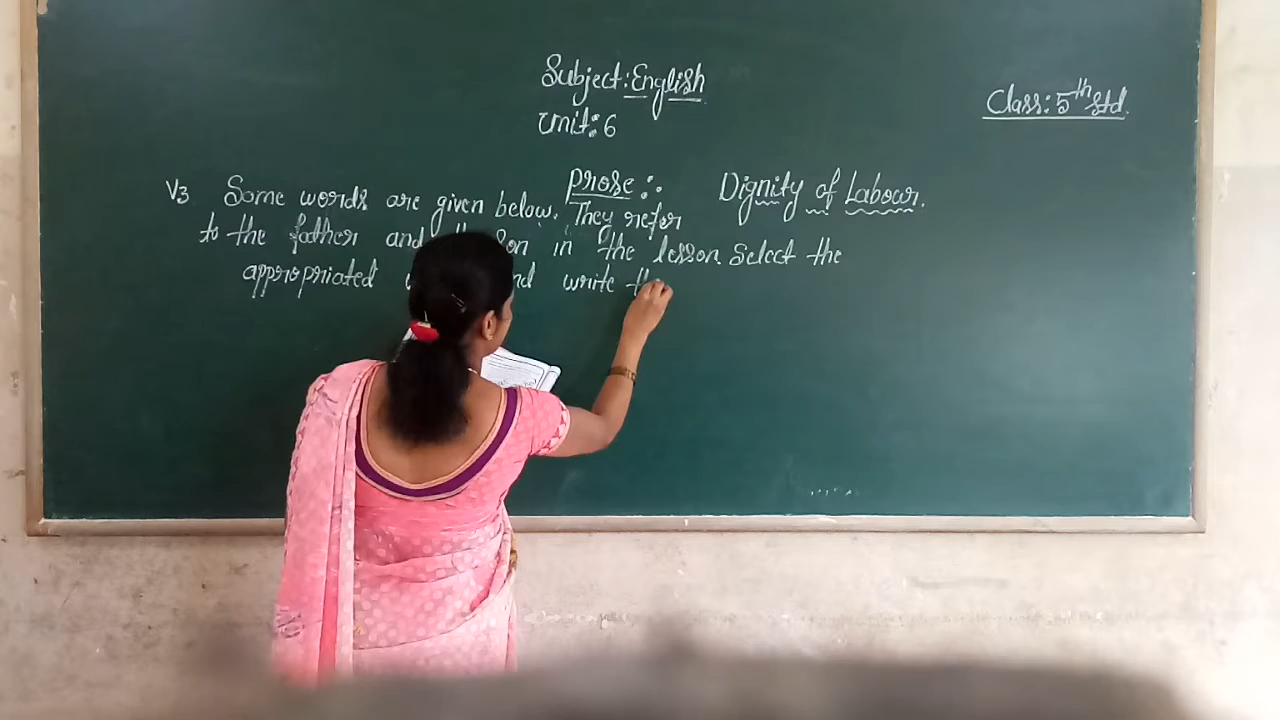 Subject: English
Unit: 6
Class: 5th Std.
Prose :. Dignity of Labour.
V3 Some words are given below. They refer
to the father and son in the lesson. Select the
appropriated and write